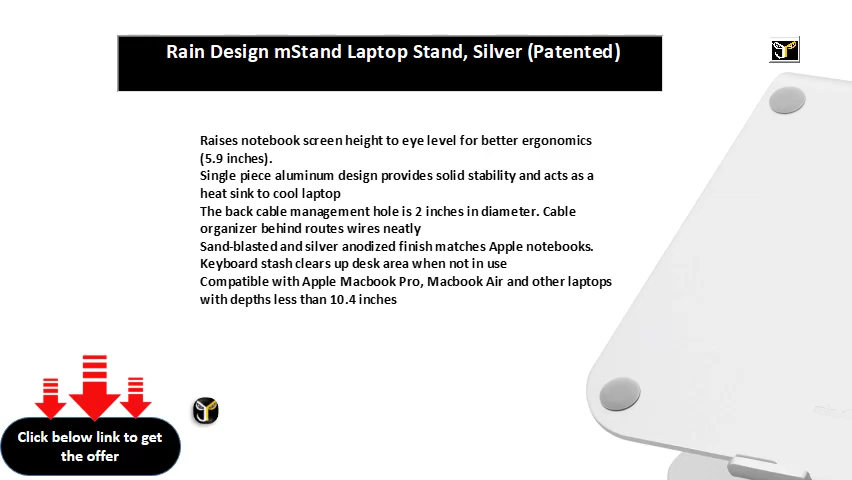 Rain Design mStand Laptop Stand, Silver (Patented)
Raises notebook screen height to eye level for better ergonomics
(5.9 inches).
Single piece aluminum design provides solid stability and acts as a
heat sink to cool laptop
The back cable management hole is 2 inches in diameter. Cable
organizer behind routes wires neatly
Sand-blasted and silver anodized finish matches Apple notebooks.
Keyboard stash clears up desk area when not in use
Compatible with Apple Macbook Pro, Macbook Air and other laptops
with depths less than 10.4 inches
Click below link to get
the offer